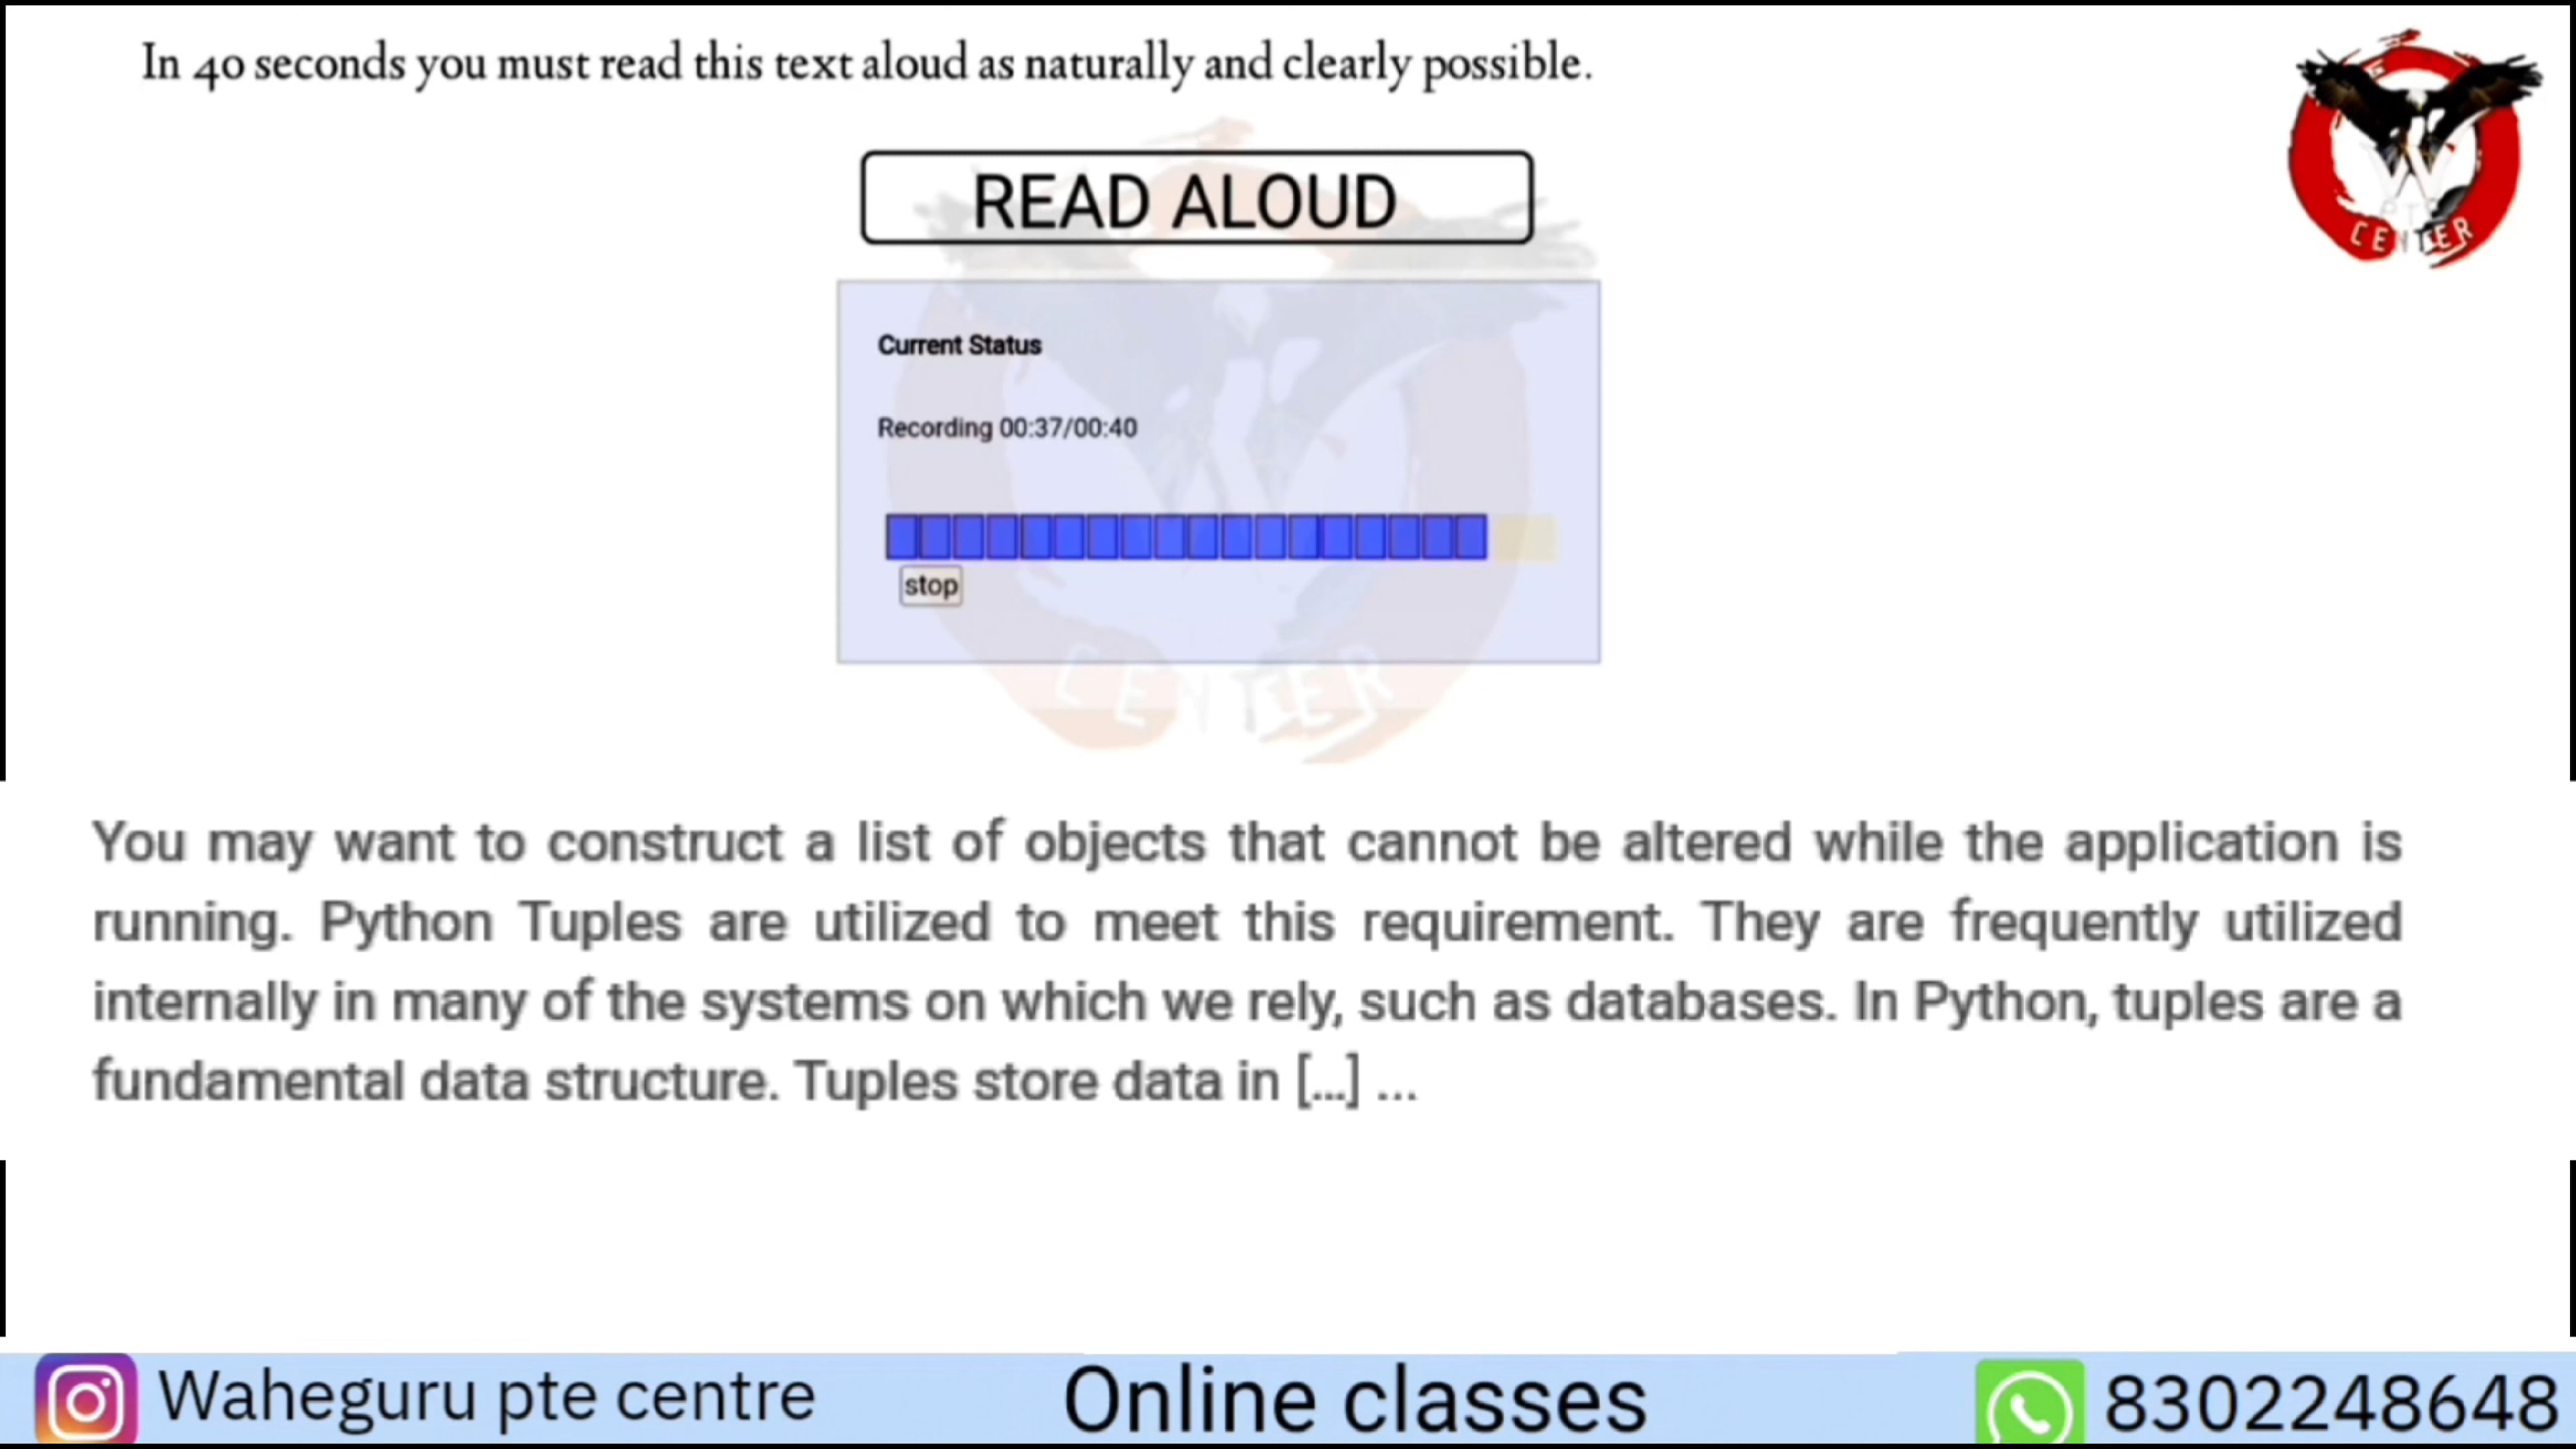 In 40 seconds you must read this text aloud as naturally and clearly possible.
READ ALOUD
Current Status
Recording 00:37/00:40
stop
You may want to construct a list of objects that cannot be altered while the application is
running. Python Tuples are utilized to meet this requirement. They are frequently utilized
internally in many of the systems on which we rely, such as databases. In Python, tuples are a
fundamental data structure. Tuples store data in [...] ...
CENTER
CENTER
Waheguru pte centre
Online classes
8302248648